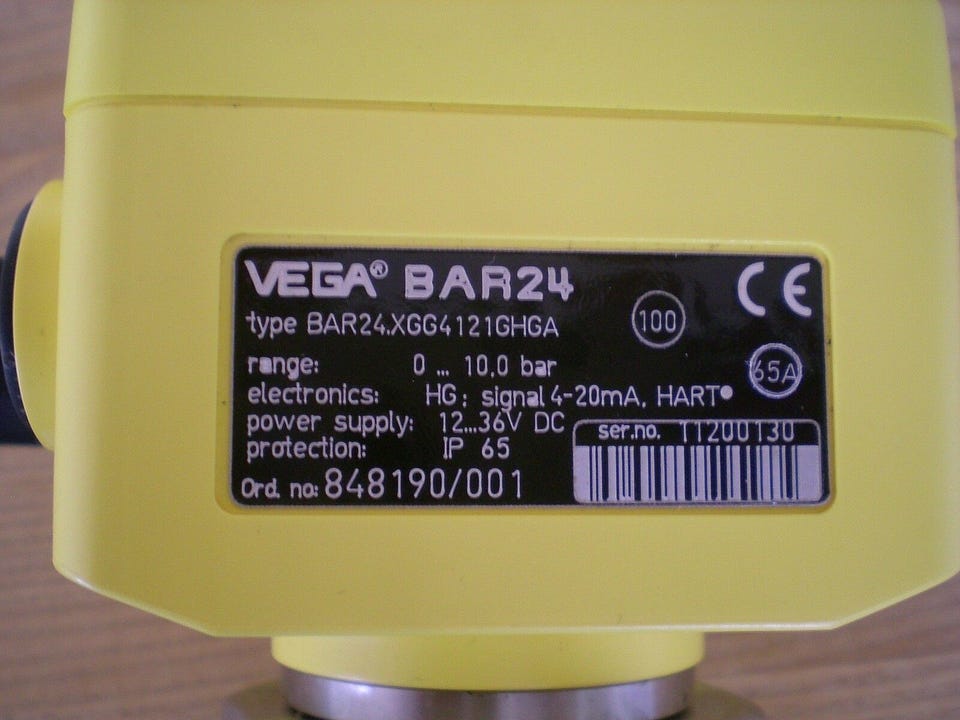 VEGA® BAR24 CE
type BAR24.XGG4121GHGA 100
range: 0 ... 10,0 bar 65A
electronics: HG: signal 4-20mA, HART®
power supply: 12...36V DC
protection: IP 65
ser.no. 11200130
Ord. no: 848190/001